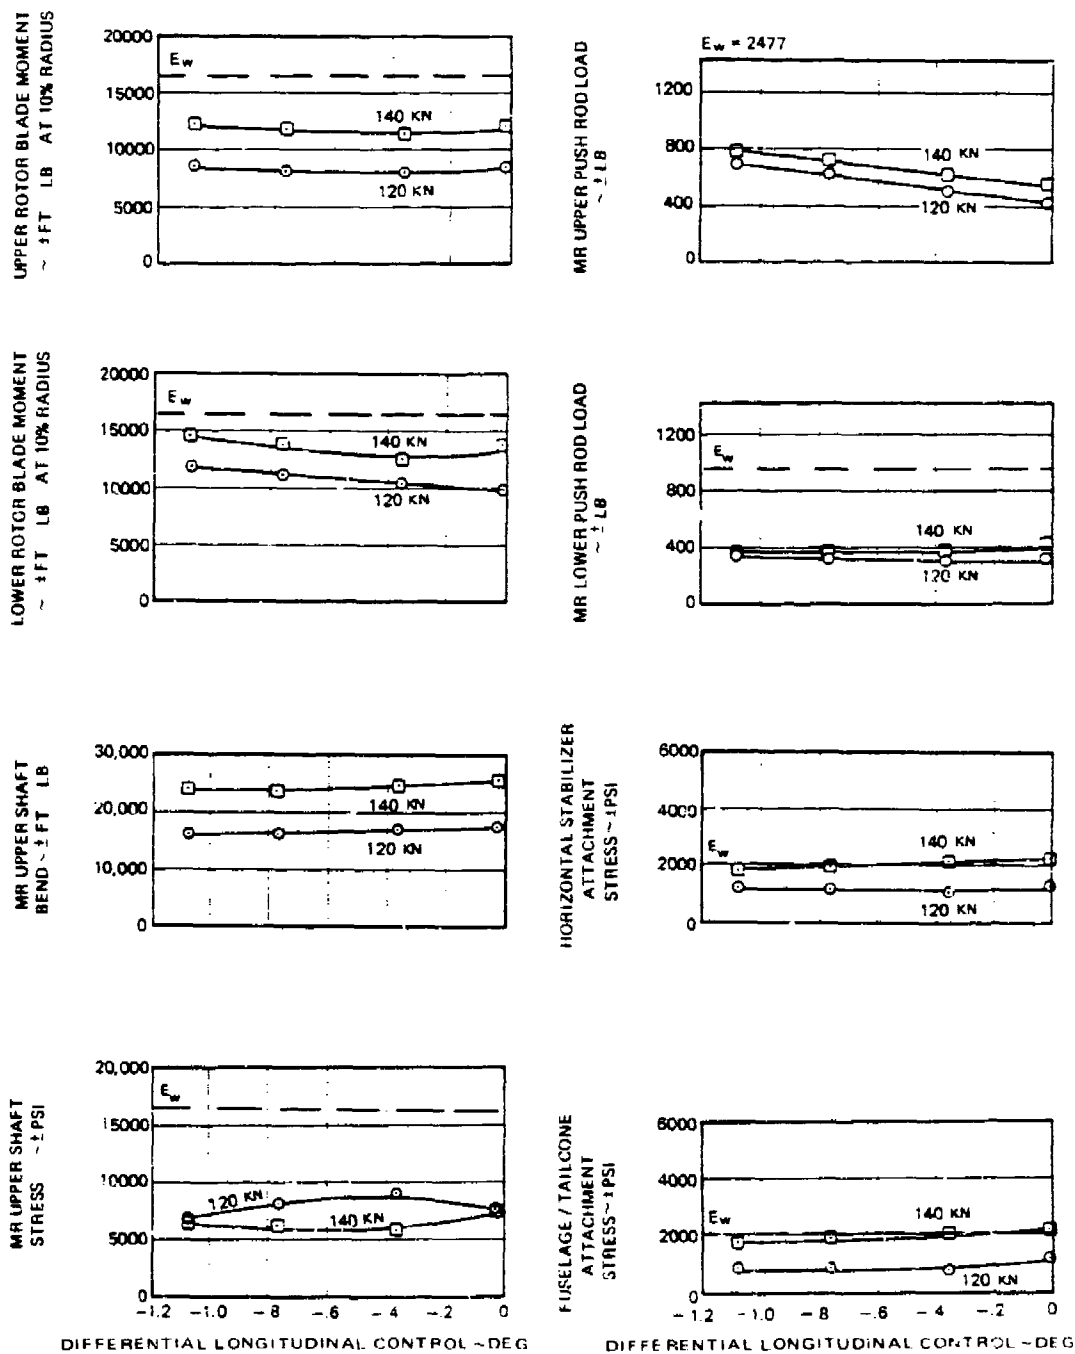 UPPER ROTOR BLADE MOMENT
~ ±FT LB AT 10% RADIUS
20000
15000
10000
5000
0
E_w
140 KN
120 KN
MR UPPER PUSH ROD LOAD
~ ±LB
E_w = 2477
1200
800
400
0
140 KN
120 KN
LOWER ROTOR BLADE MOMENT
~ ±FT LB AT 10% RADIUS
20000
15000
10000
5000
0
E_w
140 KN
120 KN
MR LOWER PUSH ROD LOAD
~ ±LB
1200
800
400
0
E_w
140 KN
120 KN
MR UPPER SHAFT
BEND ~ ±FT LB
30,000
20,000
10,000
0
140 KN
120 KN
HORIZONTAL STABILIZER
ATTACHMENT
STRESS ~ ±PSI
6000
4000
2000
0
E_w
140 KN
120 KN
MR UPPER SHAFT
STRESS ~ ±PSI
20,000
15000
10000
5000
0
E_w
120 KN
140 KN
-1.2 -1.0 -.8 -.6 -.4 -.2 0
DIFFERENTIAL LONGITUDINAL CONTROL ~DEG
FUSELAGE / TAILCONE
ATTACHMENT
STRESS ~ ±PSI
6000
4000
2000
0
E_w
140 KN
120 KN
-1.2 -1.0 -.8 -.6 -.4 -.2 0
DIFFERENTIAL LONGITUDINAL CONTROL ~DEG